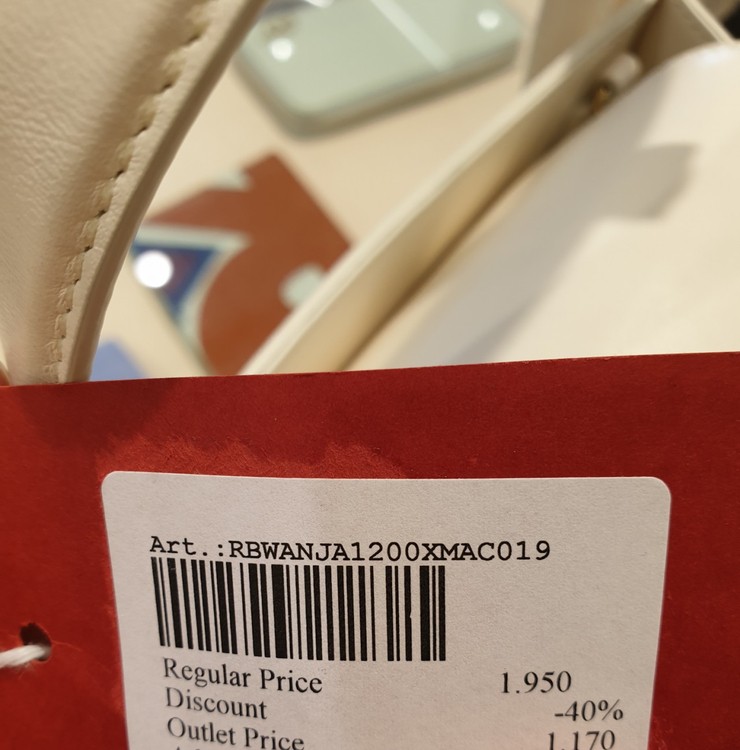 Art.:RBWANJA1200XMAC019
Regular Price 1.950
Discount -40%
Outlet Price 1.170